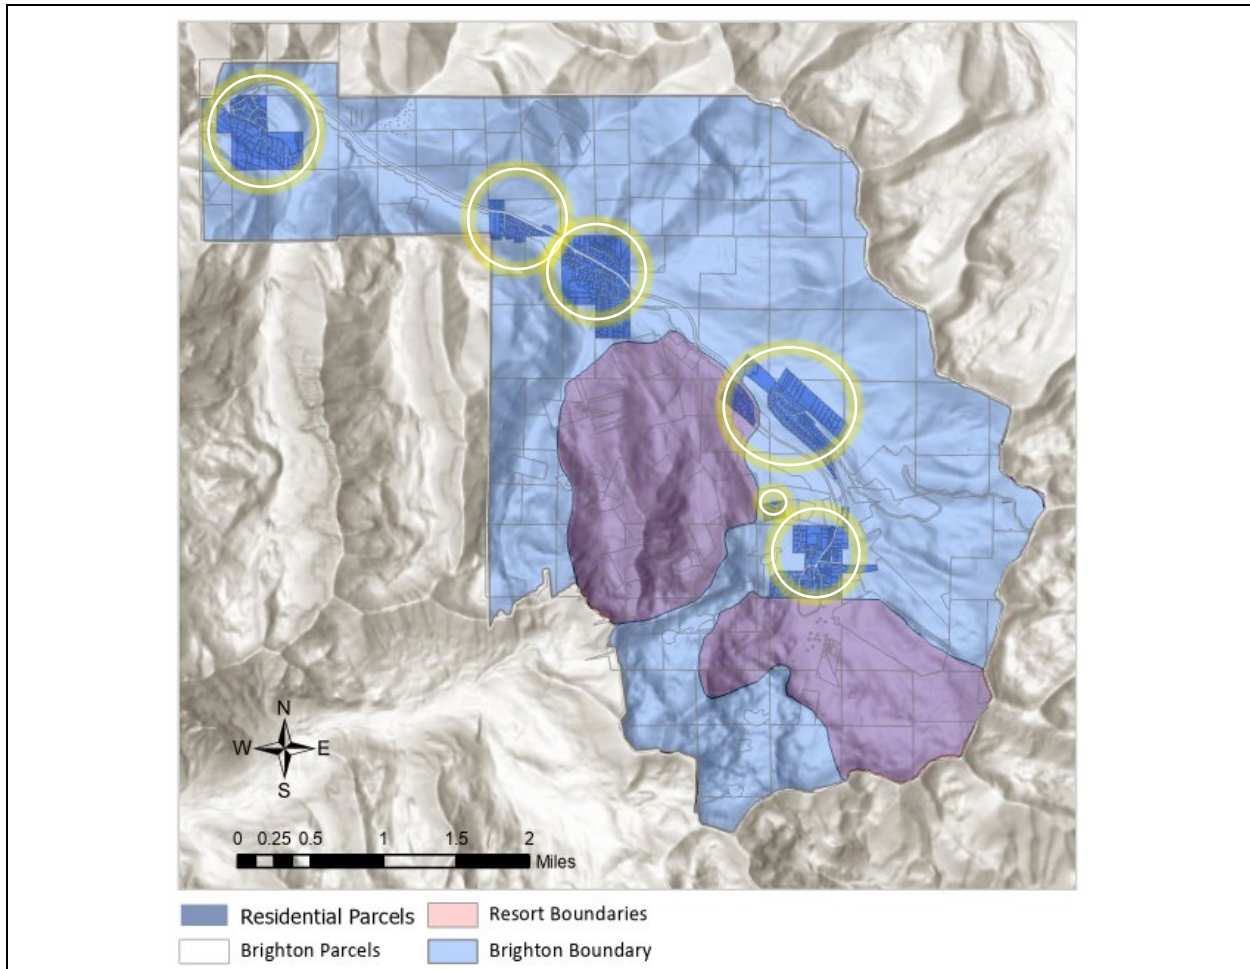 N
W E
S
0 0.25 0.5 1 1.5 2
Miles
Residential Parcels Resort Boundaries
Brighton Parcels Brighton Boundary